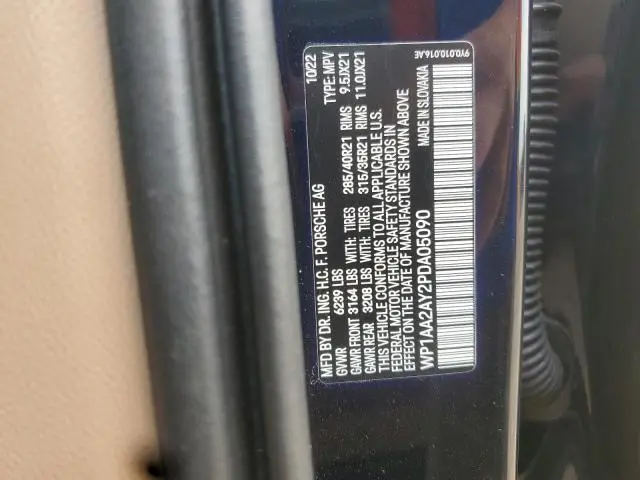 MFD BY DR. ING. H.C. F. PORSCHE AG 10/22
GVWR 6239 LBS TYPE: MPV
GAWR FRONT 3164 LBS WITH: TIRES 285/40R21 RIMS 9.5JX21
GAWR REAR 3208 LBS WITH: TIRES 315/35R21 RIMS 11.0JX21
THIS VEHICLE CONFORMS TO ALL APPLICABLE U.S.
FEDERAL MOTOR VEHICLE SAFETY STANDARDS IN
EFFECT ON THE DATE OF MANUFACTURE SHOWN ABOVE
WP1AA2AY2PDA05090 MADE IN SLOVAKIA
9Y0.010.016.AE